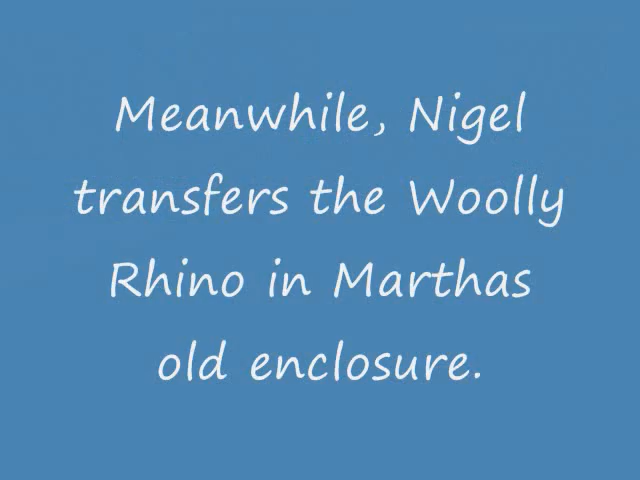 Meanwhile, Nigel
transfers the Woolly
Rhino in Marthas
old enclosure.